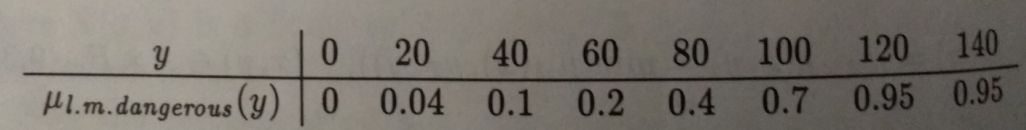 y 0 20 40 60 80 100 120 140
μl.m.dangerous(y) 0 0.04 0.1 0.2 0.4 0.7 0.95 0.95